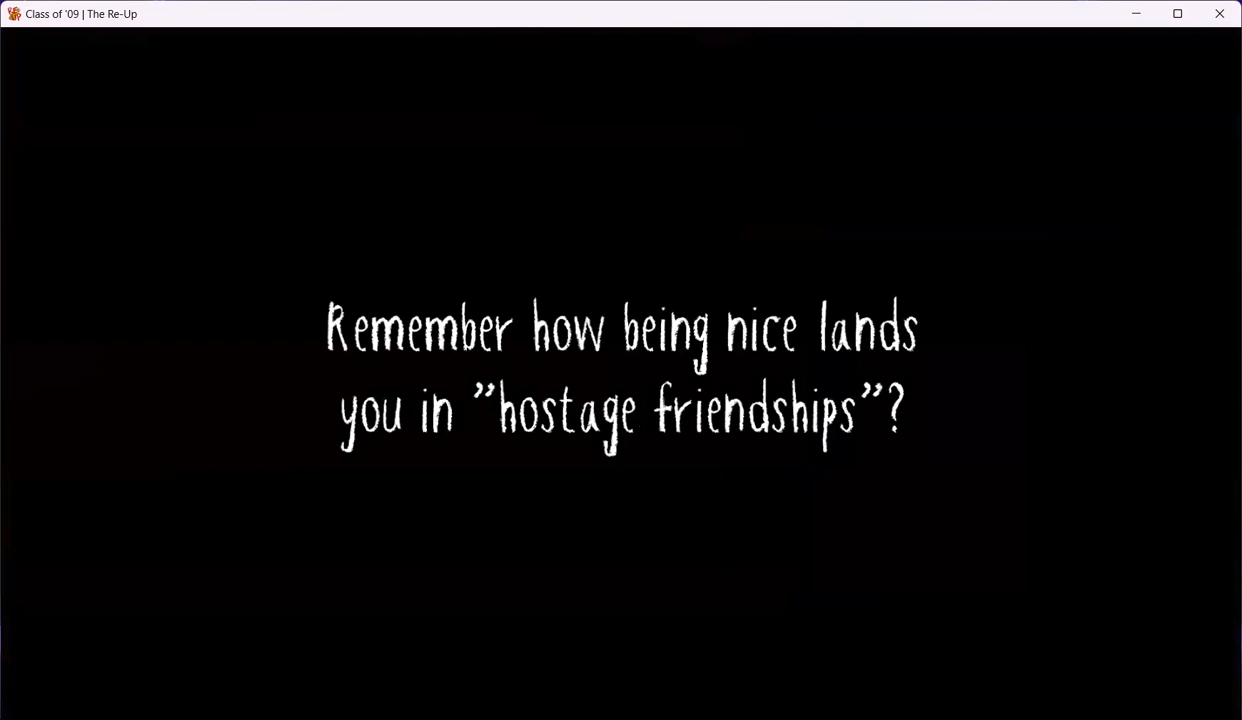 Class of '09 | The Re-Up
Remember how being nice lands
you in ”hostage friendships”?